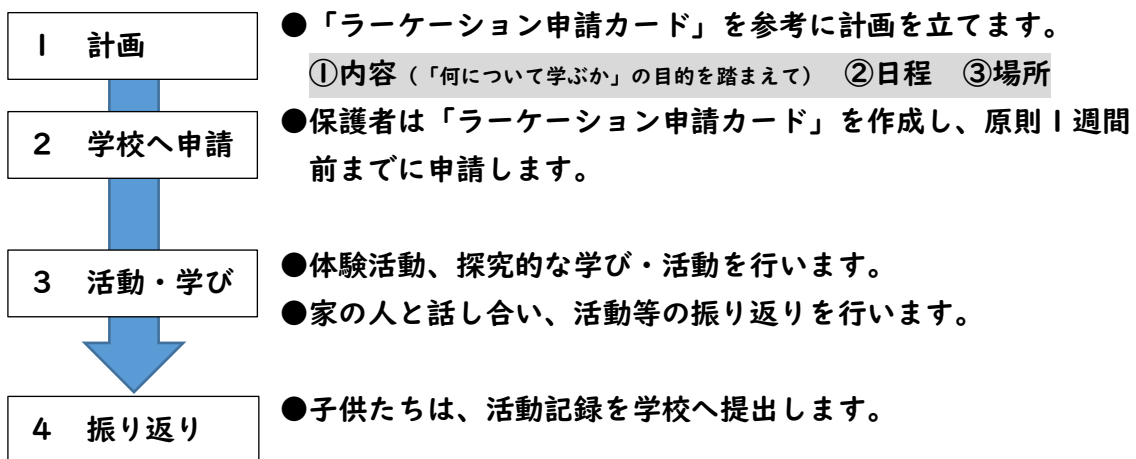 1 計画
●「ラーケーション申請カード」を参考に計画を立てます。
①内容（「何について学ぶか」の目的を踏まえて） ②日程 ③場所
2 学校へ申請
●保護者は「ラーケーション申請カード」を作成し、原則1週間
前までに申請します。
3 活動・学び
●体験活動、探究的な学び・活動を行います。
●家の人と話し合い、活動等の振り返りを行います。
4 振り返り
●子供たちは、活動記録を学校へ提出します。